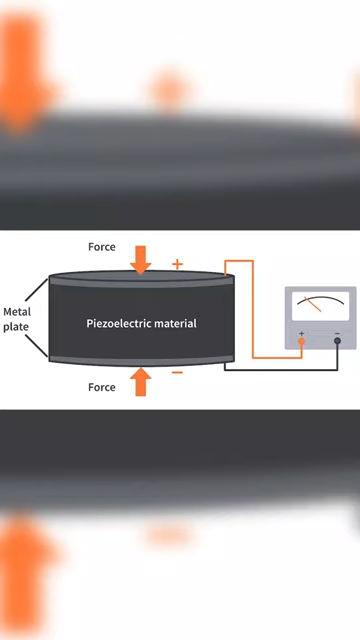 Force
+
Metal
plate
Piezoelectric material
+ −
Force
−